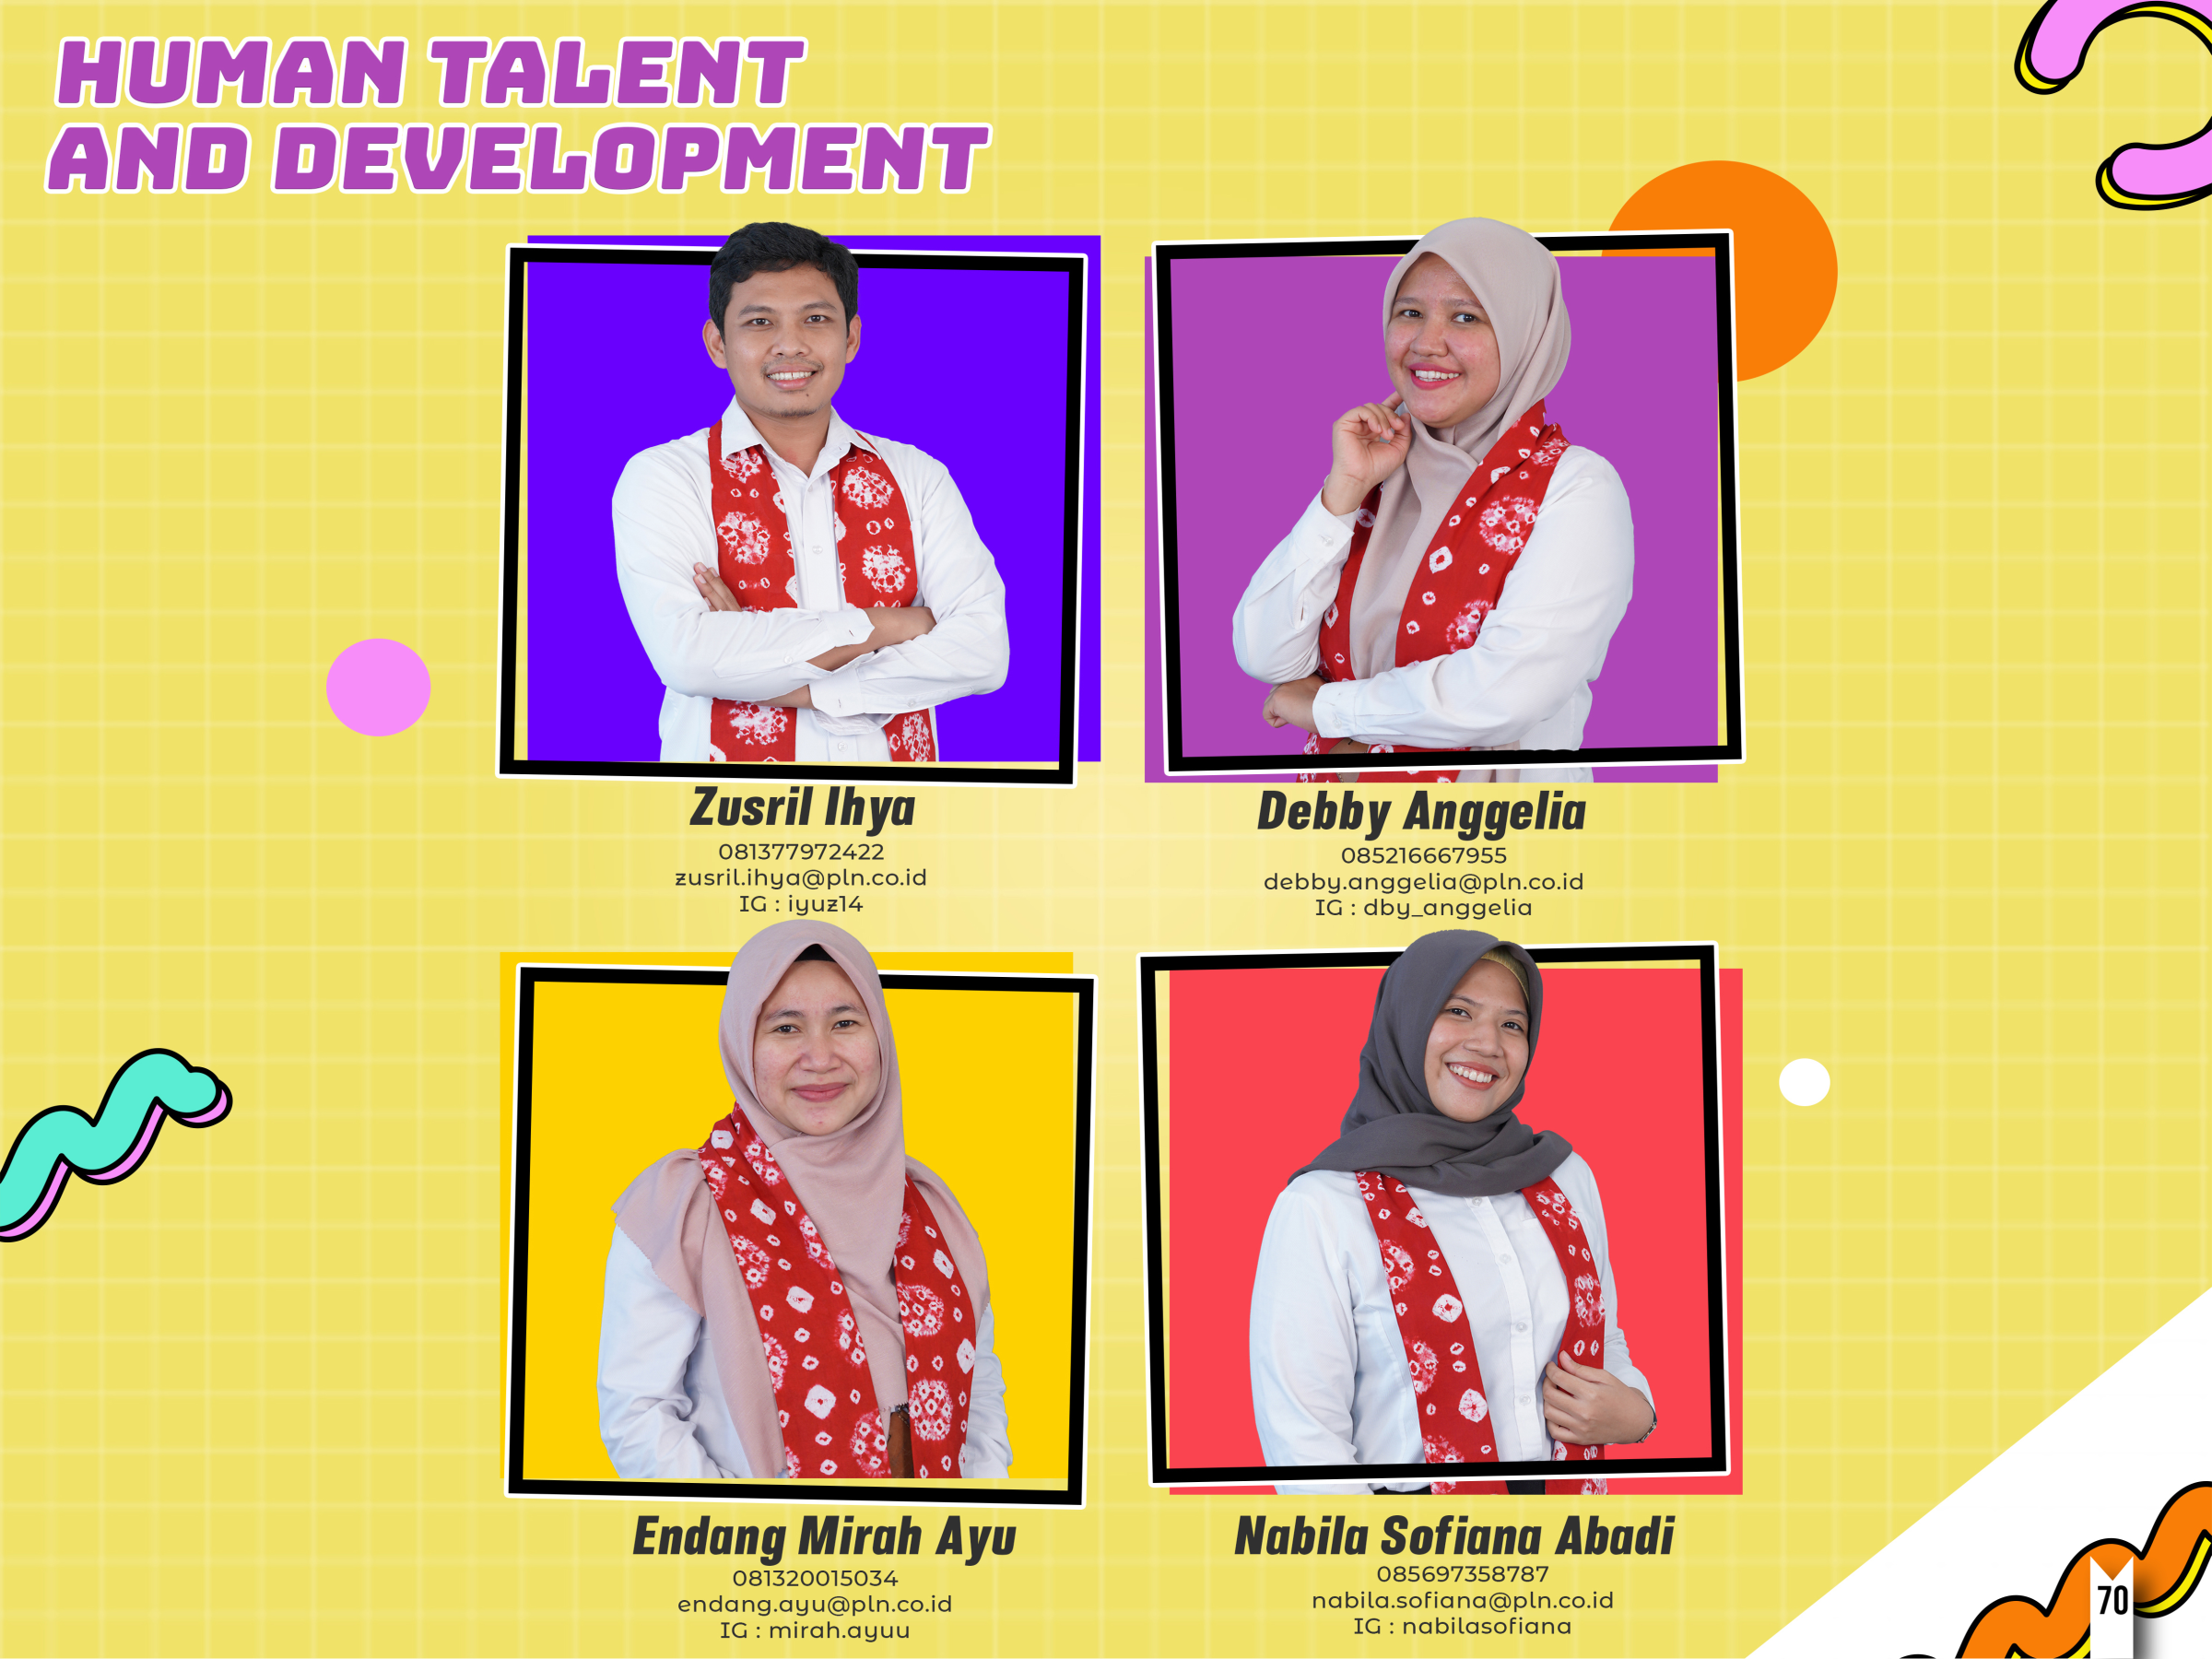 HUMAN TALENT
AND DEVELOPMENT
Zusril Ihya
081377972422
zusril.ihya@pln.co.id
IG : iyuz14
Debby Anggelia
085216667955
debby.anggelia@pln.co.id
IG : dby_anggelia
Endang Mirah Ayu
081320015034
endang.ayu@pln.co.id
IG : mirah.ayuu
Nabila Sofiana Abadi
085697358787
nabila.sofiana@pln.co.id
IG : nabilasofiana
70